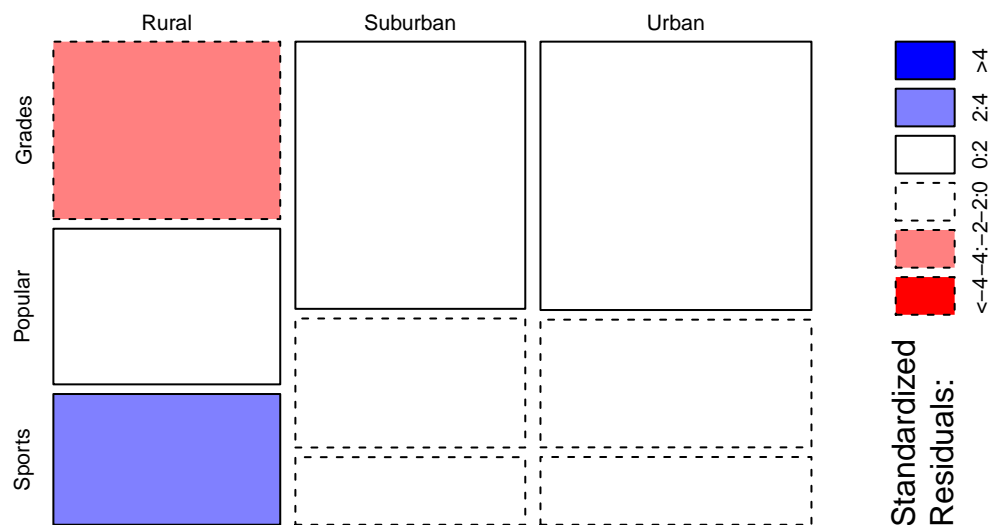 Rural Suburban Urban
Grades
Popular
Sports
Standardized
Residuals:
<−4
−4:−2
−2:0
0:2
2:4
>4